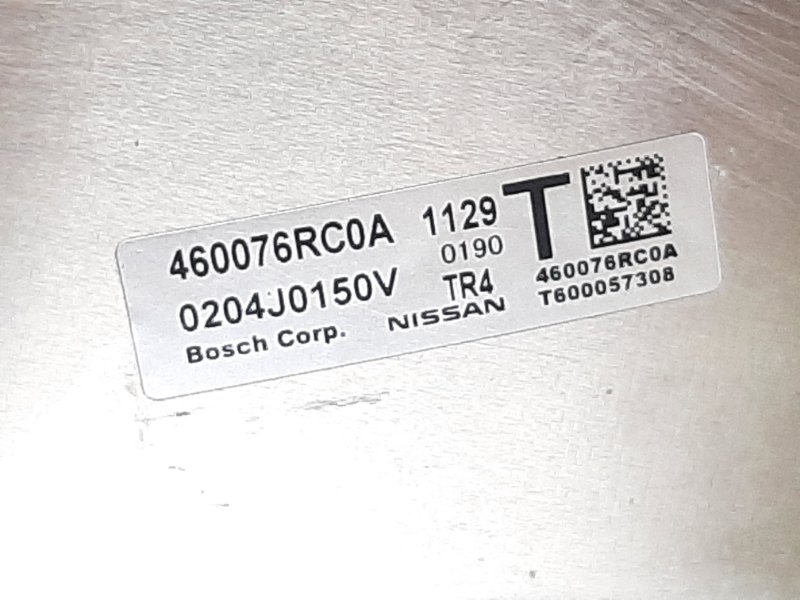 460076RC0A 1129 T
0190
0204J0150V TR4
Bosch Corp. NISSAN
460076RC0A
T600057308